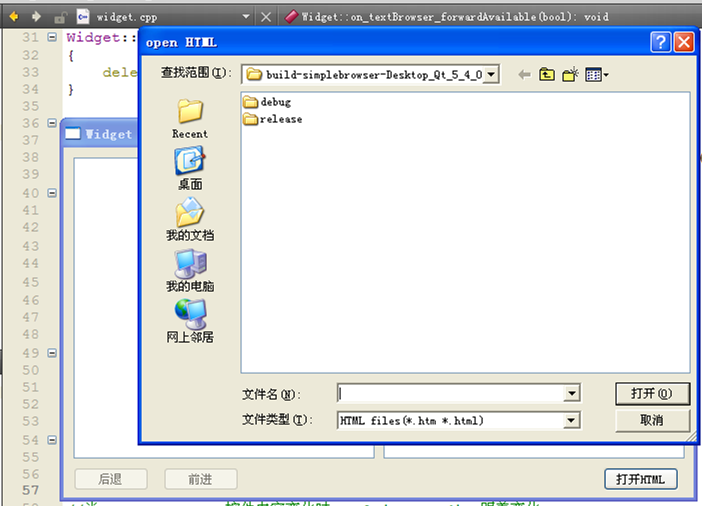 widget.cpp
Widget::on_textBrowser_forwardAvailable(bool): void
31 Widget::
32 {
33 dele
34 }
35
36
37
38
39
40
41
42
43
44
45
46
47
48
49
50
51
52
53
54
55
56
57
open HTML
查找范围(I):
build-simplebrowser-Desktop_Qt_5_4_0
debug
release
Recent
桌面
我的文档
我的电脑
网上邻居
文件名(N):
打开(O)
文件类型(T):
HTML files(*.htm *.html)
取消
Widget
后退
前进
打开HTML